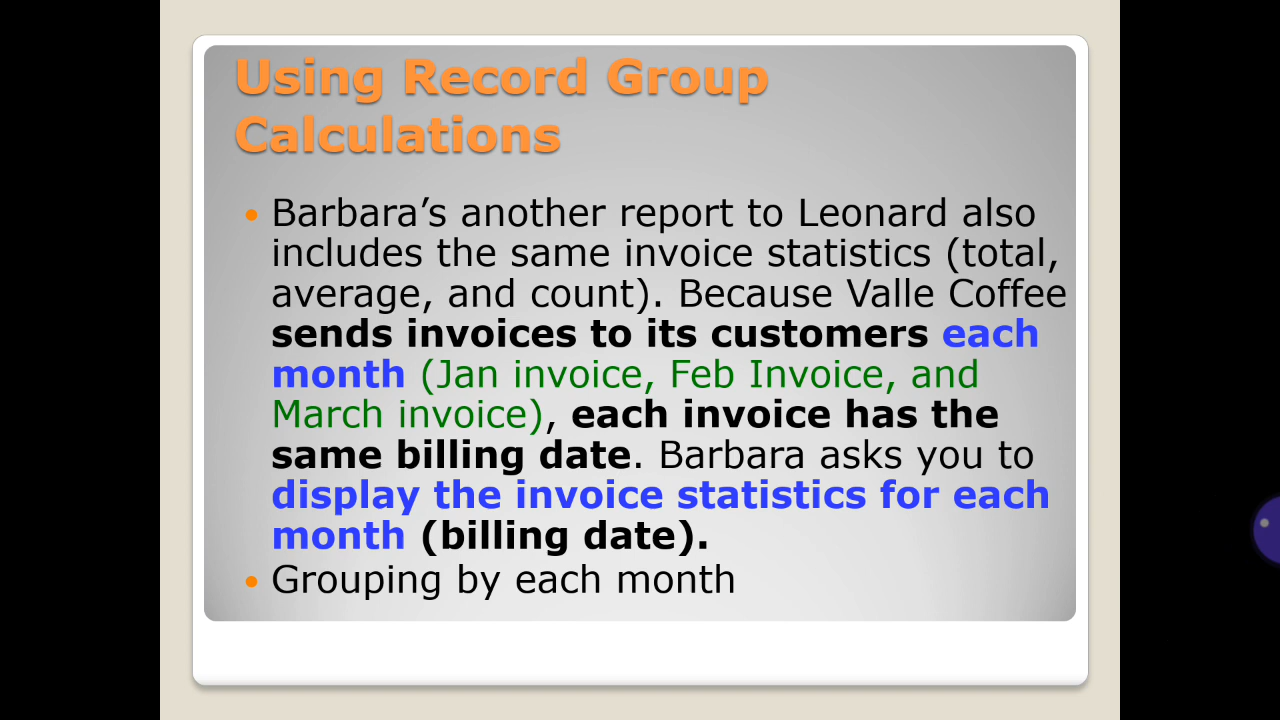 Using Record Group
Calculations
• Barbara’s another report to Leonard also
includes the same invoice statistics (total,
average, and count). Because Valle Coffee
sends invoices to its customers each
month (Jan invoice, Feb Invoice, and
March invoice), each invoice has the
same billing date. Barbara asks you to
display the invoice statistics for each
month (billing date).
• Grouping by each month